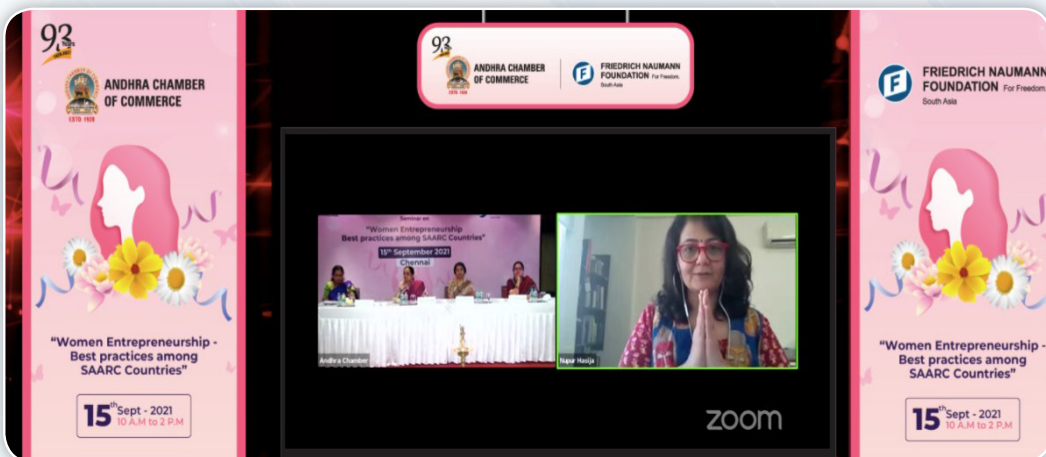 93
ANDHRA CHAMBER
OF COMMERCE
ESTD 1928
"Women Entrepreneurship -
Best practices among
SAARC Countries"
15th Sept - 2021
10 A.M to 2 P.M
93
ANDHRA CHAMBER
OF COMMERCE
FRIEDRICH NAUMANN
FOUNDATION For Freedom.
South Asia
Seminar on
"Women Entrepreneurship
Best practices among SAARC Countries"
15th September 2021
Chennai
Andhra Chamber
Nupur Hasija
zoom
FRIEDRICH NAUMANN
FOUNDATION For Freedom.
South Asia
"Women Entrepreneurship -
Best practices among
SAARC Countries"
15th Sept - 2021
10 A.M to 2 P.M